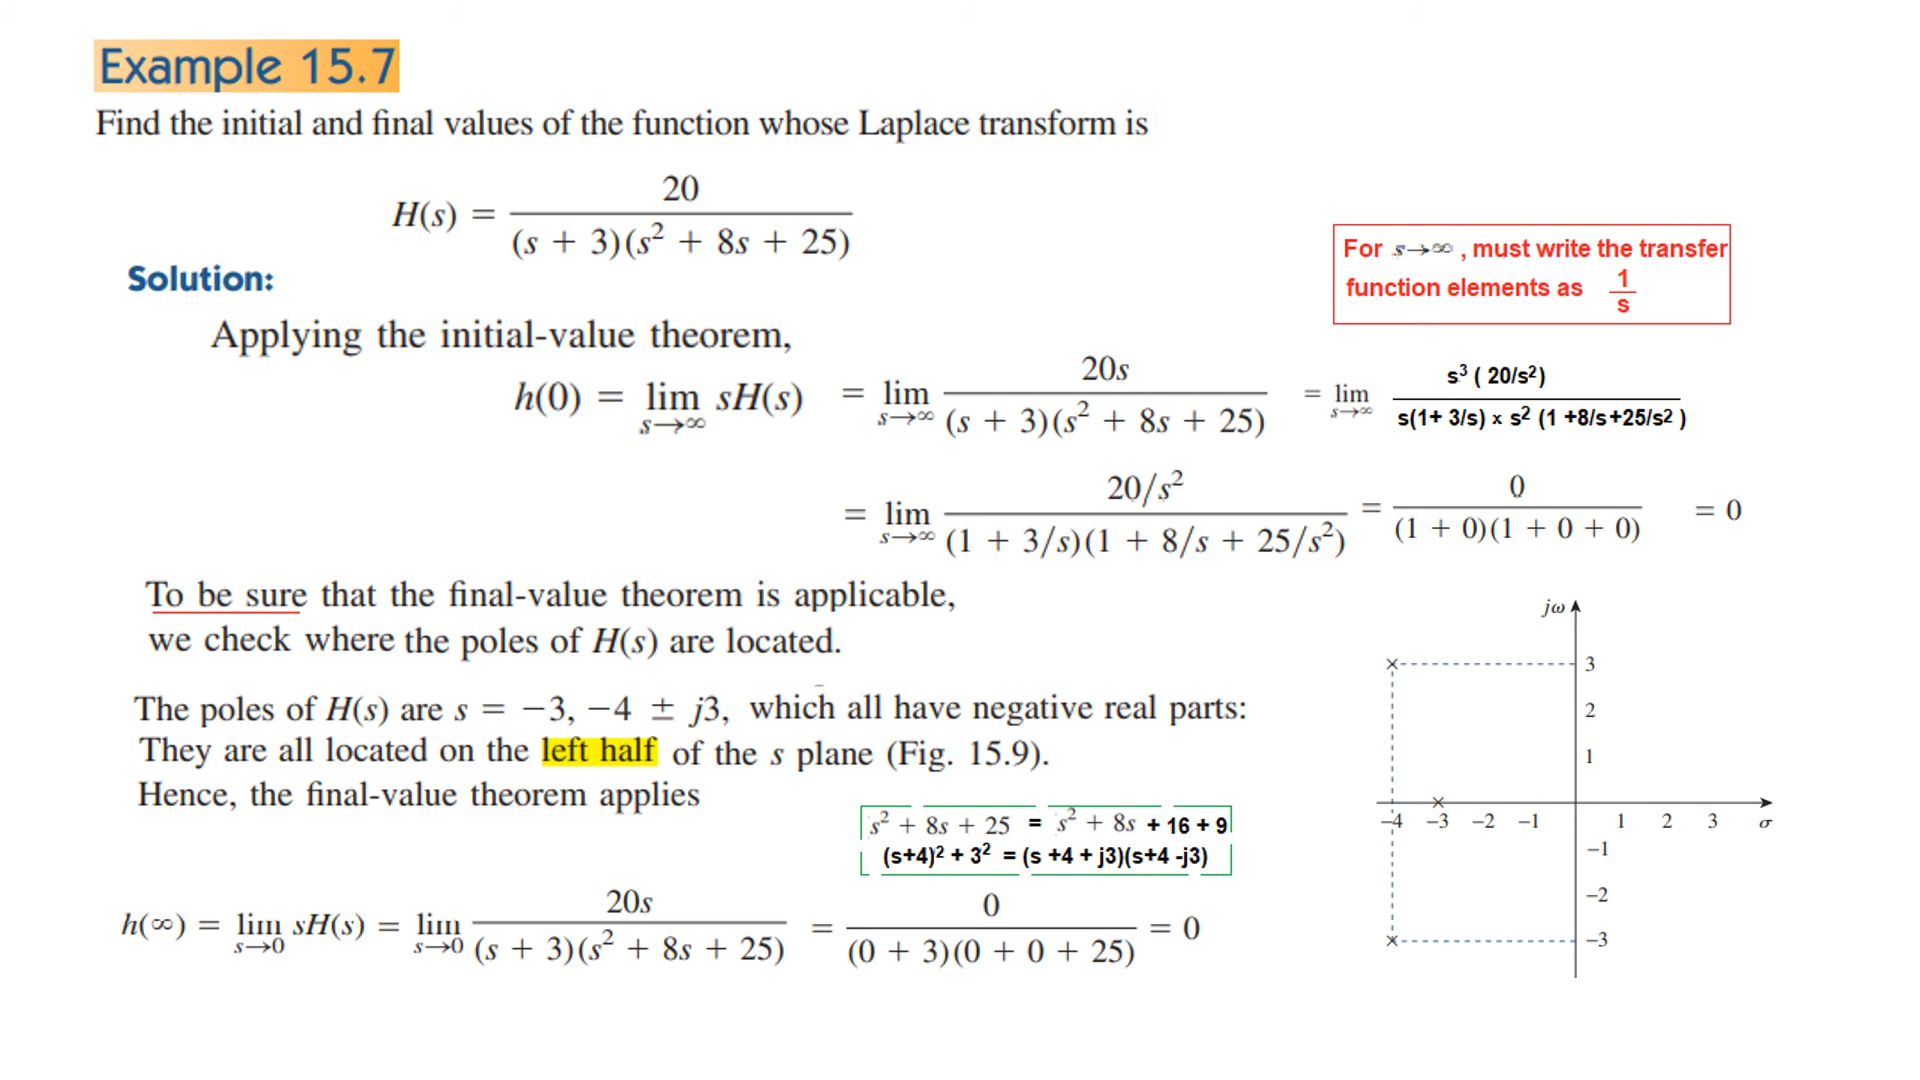 Example 15.7
Find the initial and final values of the function whose Laplace transform is
H(s) = 20 / (s + 3)(s² + 8s + 25)
Solution:
For s→∞ , must write the transfer
function elements as 1/s
Applying the initial-value theorem,
h(0) = lim s→∞ sH(s) = lim s→∞ 20s / (s + 3)(s² + 8s + 25) = lim s→∞ s³ ( 20/s²) / s(1+ 3/s) x s² (1 +8/s+25/s² )
= lim s→∞ 20/s² / (1 + 3/s)(1 + 8/s + 25/s²) = 0 / (1 + 0)(1 + 0 + 0) = 0
To be sure that the final-value theorem is applicable,
we check where the poles of H(s) are located.
The poles of H(s) are s = −3, −4 ± j3, which all have negative real parts:
They are all located on the left half of the s plane (Fig. 15.9).
Hence, the final-value theorem applies
s² + 8s + 25 = s² + 8s + 16 + 9
(s+4)² + 3² = (s +4 + j3)(s+4 -j3)
h(∞) = lim s→0 sH(s) = lim s→0 20s / (s + 3)(s² + 8s + 25) = 0 / (0 + 3)(0 + 0 + 25) = 0
jω
3
2
1
−4 −3 −2 −1 1 2 3 σ
−1
−2
−3